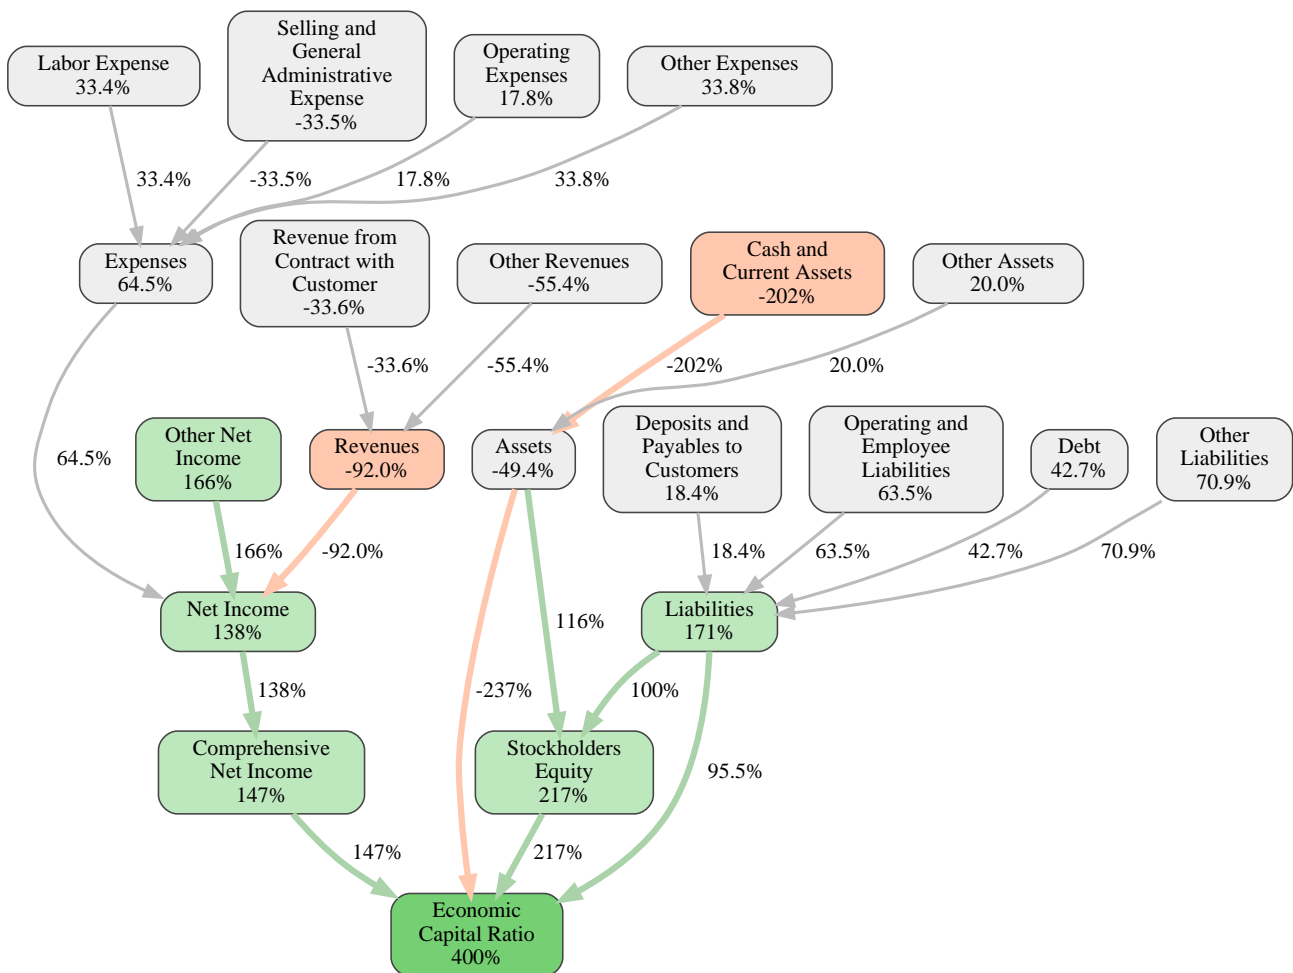 Labor Expense
33.4%
Selling and
General
Administrative
Expense
-33.5%
Operating
Expenses
17.8%
Other Expenses
33.8%
33.4%
-33.5%
17.8%
33.8%
Expenses
64.5%
Revenue from
Contract with
Customer
-33.6%
Other Revenues
-55.4%
Cash and
Current Assets
-202%
Other Assets
20.0%
-33.6%
-55.4%
-202%
20.0%
64.5%
Other Net
Income
166%
Revenues
-92.0%
Assets
-49.4%
Deposits and
Payables to
Customers
18.4%
Operating and
Employee
Liabilities
63.5%
Debt
42.7%
Other
Liabilities
70.9%
166%
-92.0%
18.4%
63.5%
42.7%
70.9%
Net Income
138%
116%
Liabilities
171%
138%
-237%
100%
Comprehensive
Net Income
147%
Stockholders
Equity
217%
95.5%
147%
217%
Economic
Capital Ratio
400%